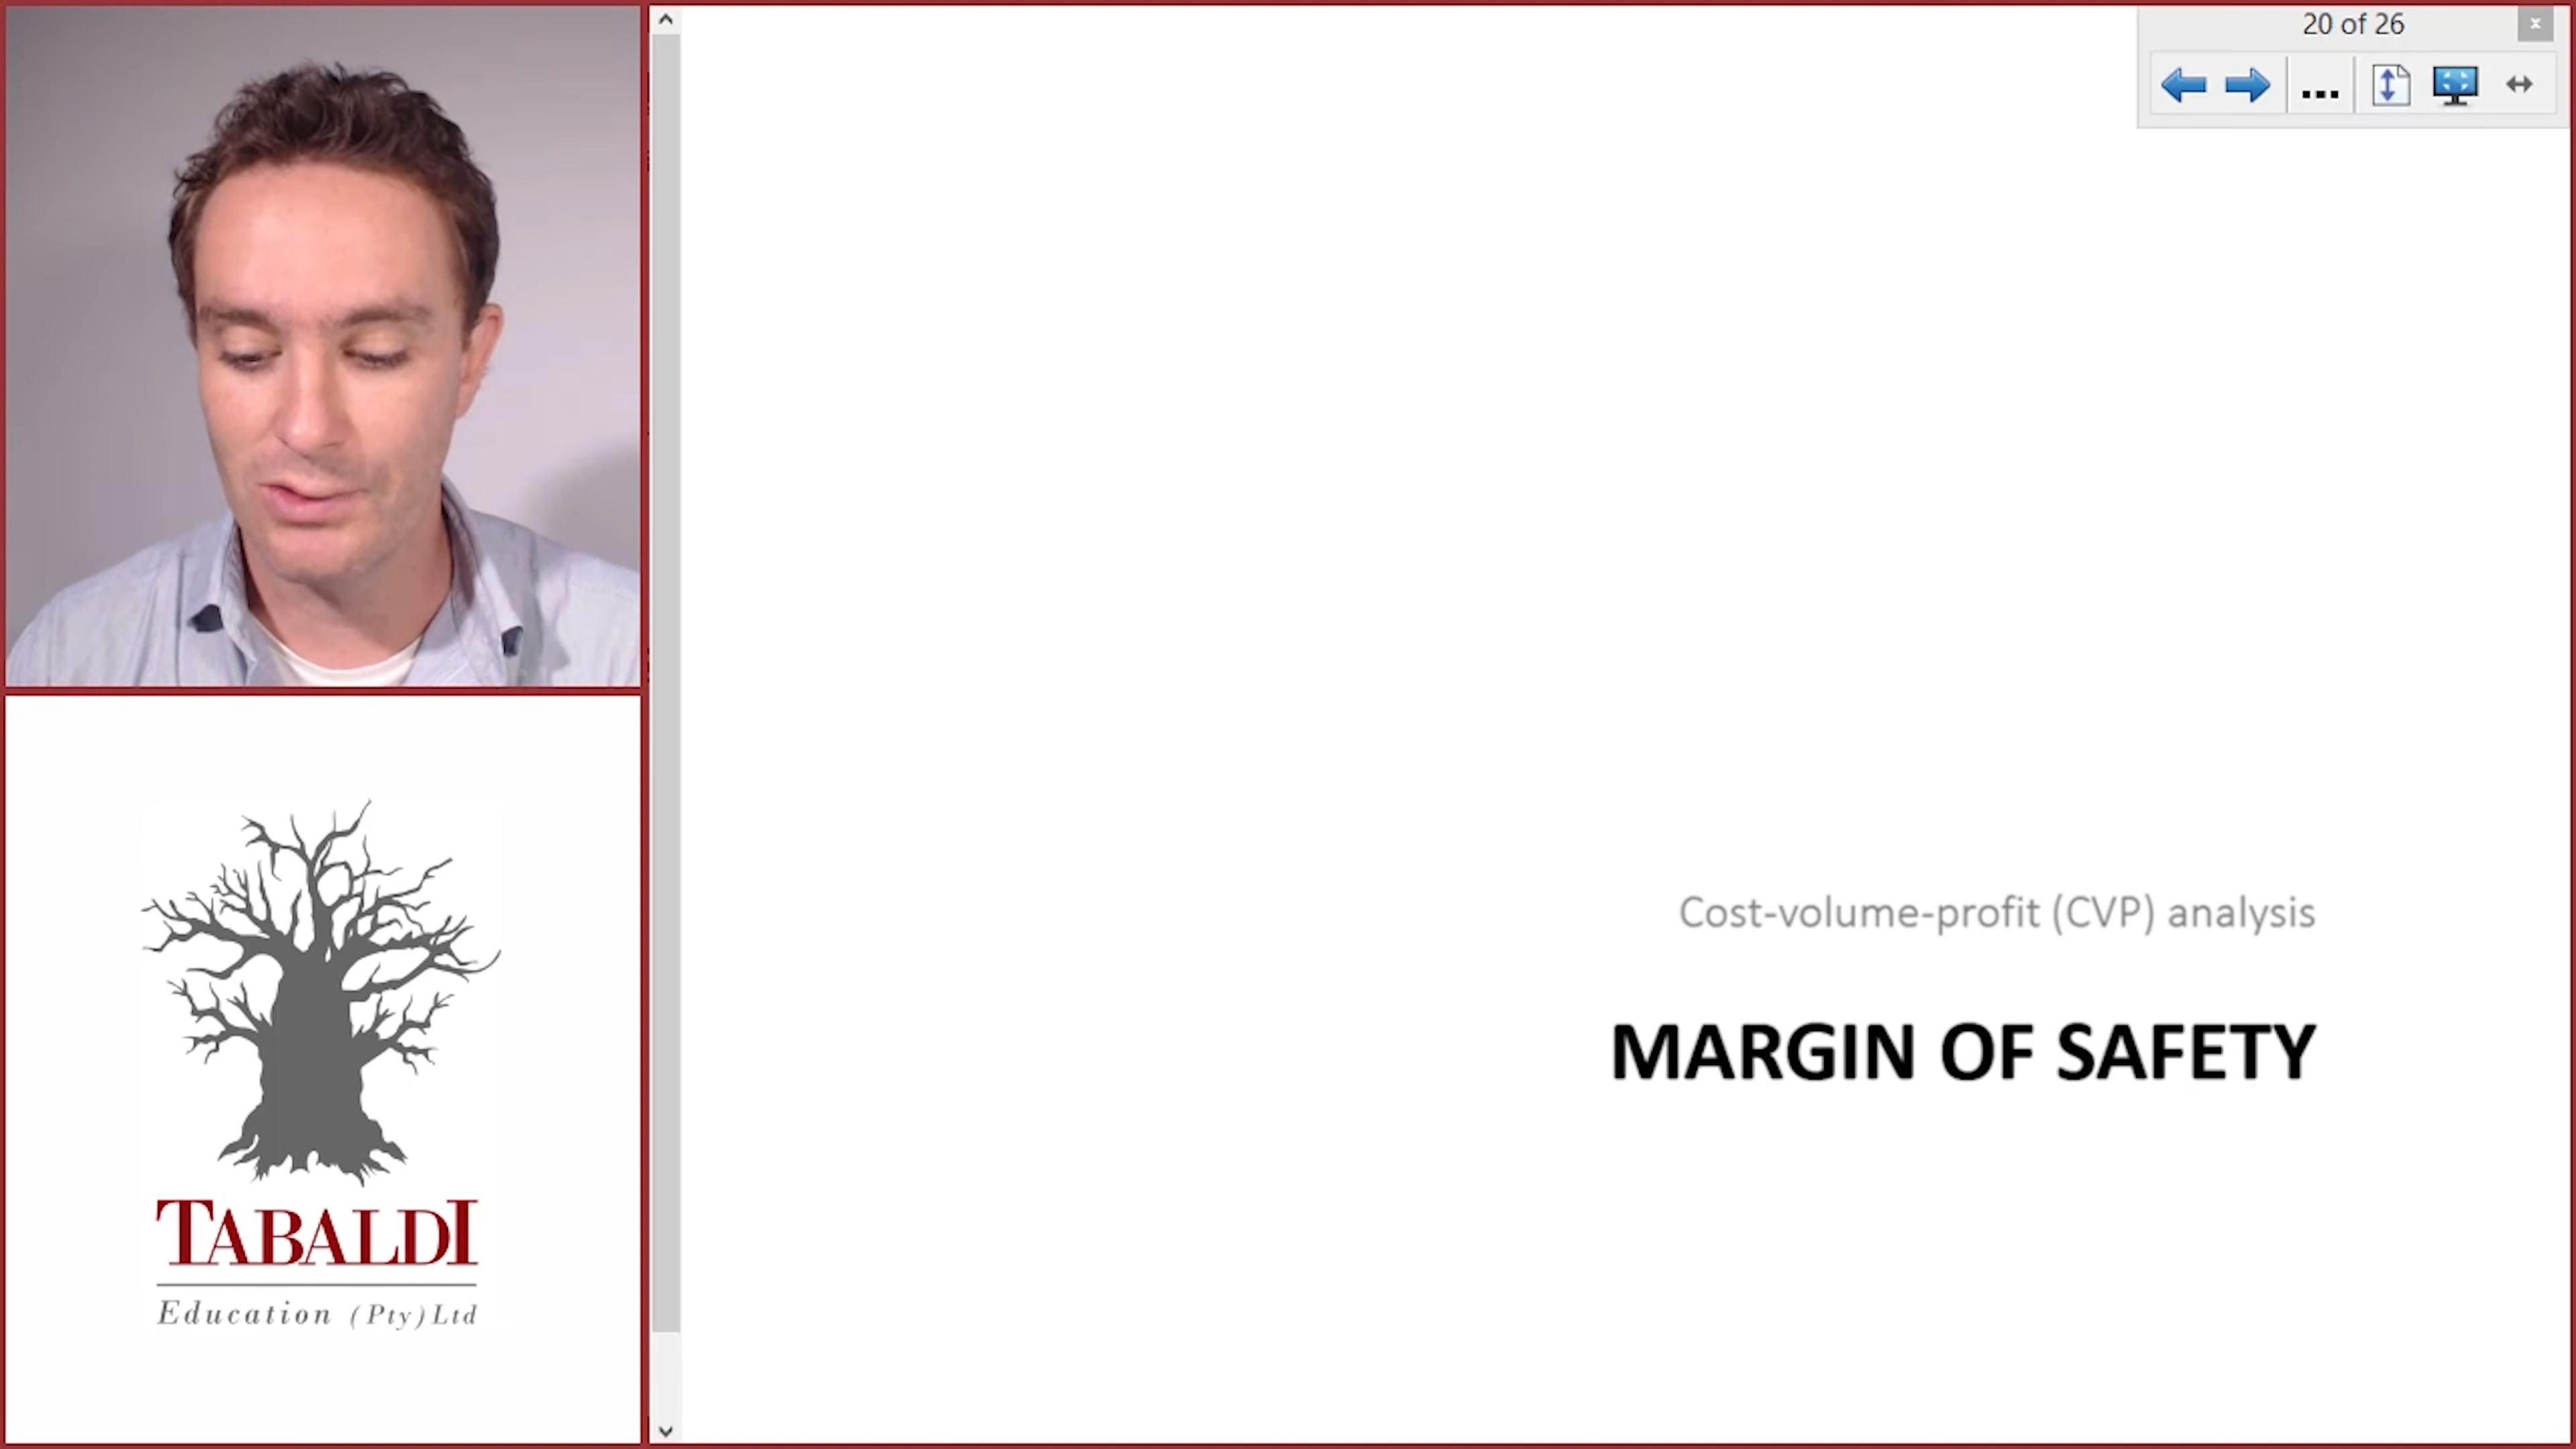 20 of 26
x
...
Cost-volume-profit (CVP) analysis
MARGIN OF SAFETY
TABALDI
Education (Pty) Ltd